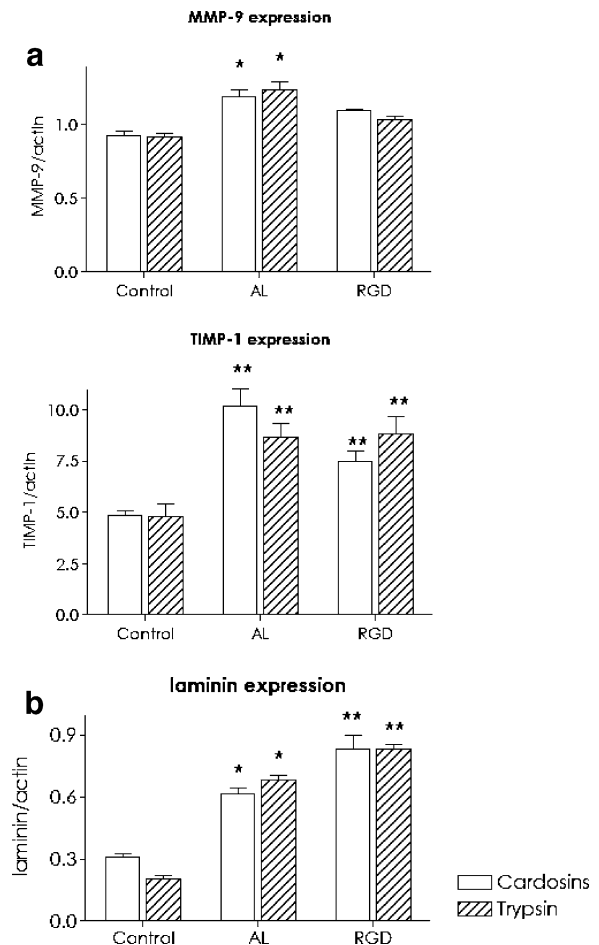 MMP-9 expression
a
* *
1.0
0.5
0.0
MMP-9/actin
Control AL RGD
TIMP-1 expression
** ** ** **
10.0
7.5
5.0
2.5
0.0
TIMP-1/actin
Control AL RGD
b
laminin expression
* * ** **
0.9
0.6
0.3
0.0
laminin/actin
Control AL RGD
Cardosins
Trypsin